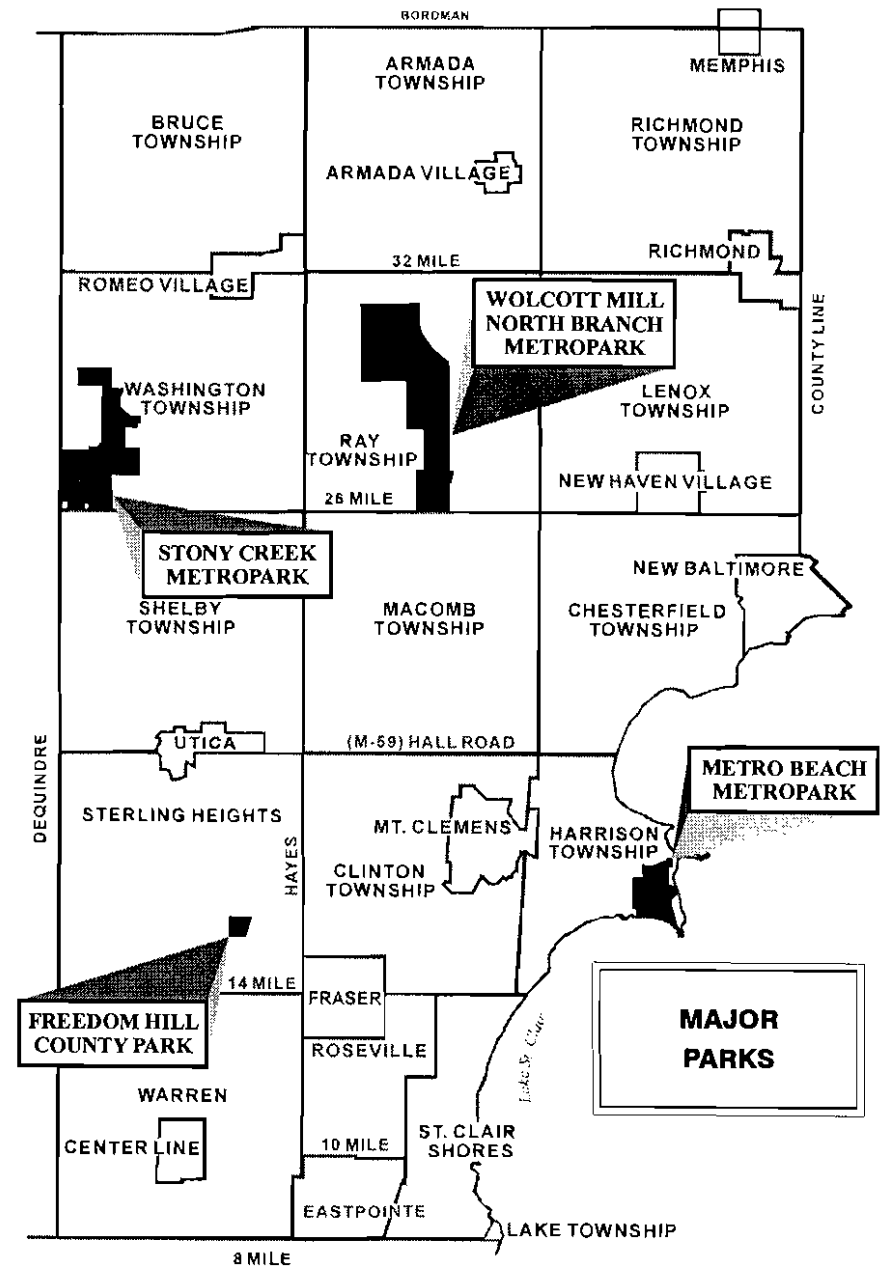 BORDMAN
ARMADA
TOWNSHIP
MEMPHIS
BRUCE
TOWNSHIP
RICHMOND
TOWNSHIP
ARMADA VILLAGE
RICHMOND
32 MILE
ROMEO VILLAGE
WOLCOTT MILL
NORTH BRANCH
METROPARK
COUNTY LINE
WASHINGTON
TOWNSHIP
LENOX
TOWNSHIP
RAY
TOWNSHIP
NEW HAVEN VILLAGE
26 MILE
STONY CREEK
METROPARK
NEW BALTIMORE
SHELBY
TOWNSHIP
MACOMB
TOWNSHIP
CHESTERFIELD
TOWNSHIP
UTICA
(M-59) HALL ROAD
DEQUINDRE
METRO BEACH
METROPARK
STERLING HEIGHTS
MT. CLEMENS
HARRISON
TOWNSHIP
HAYES
CLINTON
TOWNSHIP
14 MILE
FRASER
FREEDOM HILL
COUNTY PARK
MAJOR
PARKS
ROSEVILLE
Lake St. Clair
WARREN
CENTER LINE
10 MILE
ST. CLAIR
SHORES
EASTPOINTE
LAKE TOWNSHIP
8 MILE